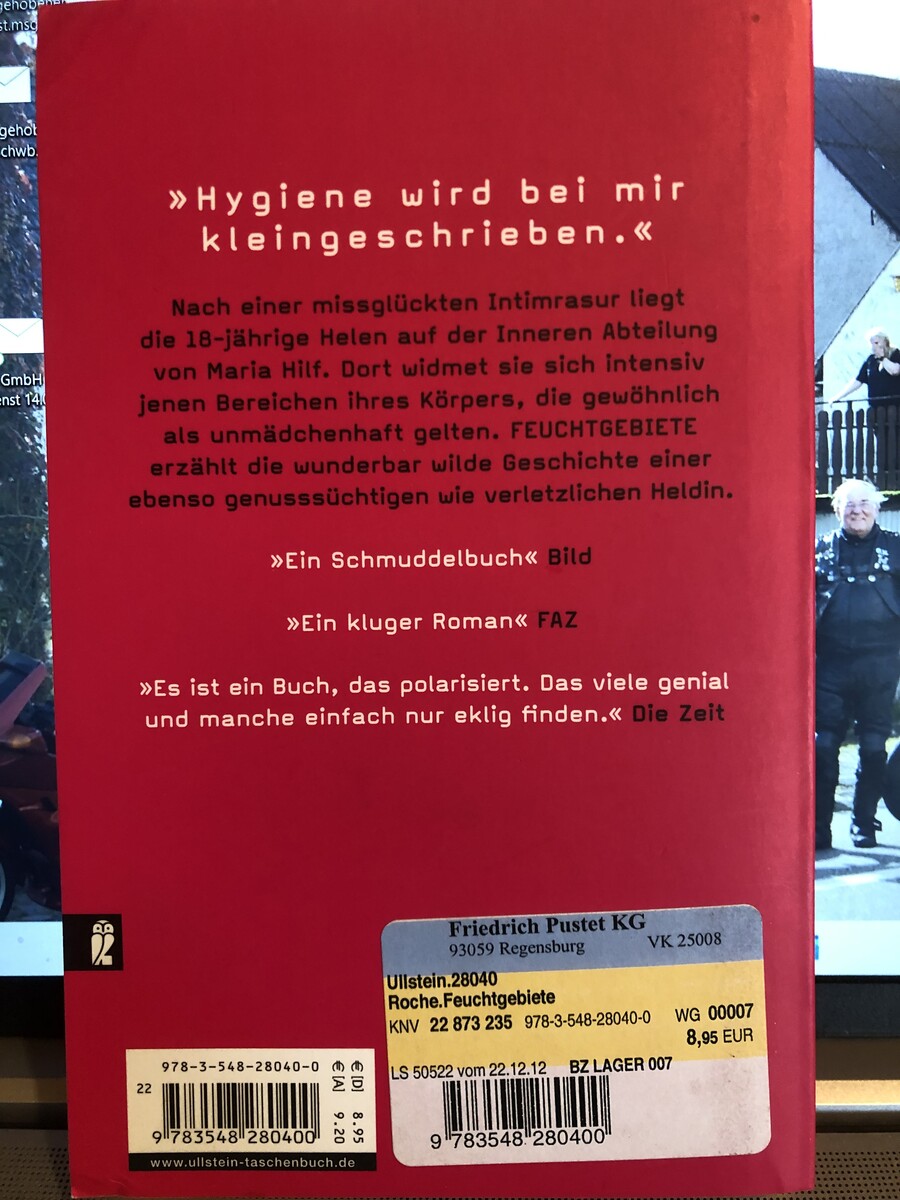 st.msg
»Hygiene wird bei mir
kleingeschrieben.«
Nach einer missglückten Intimrasur liegt
die 18-jährige Helen auf der Inneren Abteilung
von Maria Hilf. Dort widmet sie sich intensiv
jenen Bereichen ihres Körpers, die gewöhnlich
als unmädchenhaft gelten. FEUCHTGEBIETE
erzählt die wunderbar wilde Geschichte einer
ebenso genusssüchtigen wie verletzlichen Heldin.
»Ein Schmuddelbuch« Bild
»Ein kluger Roman« FAZ
»Es ist ein Buch, das polarisiert. Das viele genial
und manche einfach nur eklig finden.« Die Zeit
GmbH
Friedrich Pustet KG
93059 Regensburg VK 25008
Ullstein.28040
Roche.Feuchtgebiete
KNV 22 873 235 978-3-548-28040-0 WG 00007
8,95 EUR
LS 50522 vom 22.12.12 BZ LAGER 007
9 783548 280400
978-3-548-28040-0
€ [D] 8.95
€ [A] 9.20
22
9 783548 280400
www.ullstein-taschenbuch.de